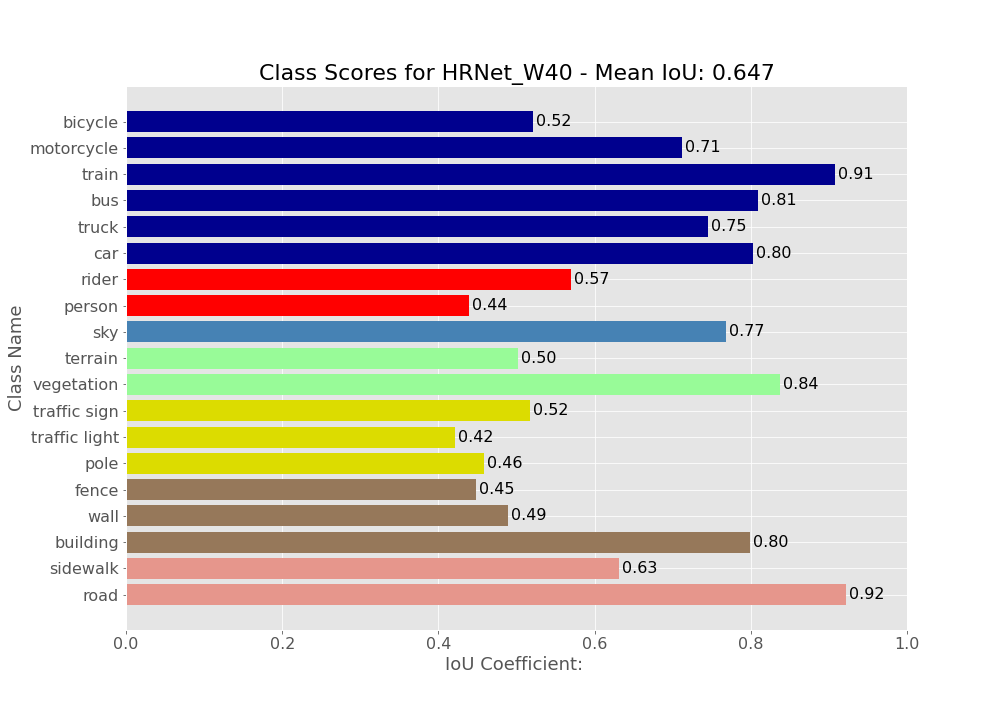 Class Scores for HRNet_W40 - Mean IoU: 0.647
bicycle 0.52
motorcycle 0.71
train 0.91
bus 0.81
truck 0.75
car 0.80
rider 0.57
person 0.44
sky 0.77
terrain 0.50
vegetation 0.84
traffic sign 0.52
traffic light 0.42
pole 0.46
fence 0.45
wall 0.49
building 0.80
sidewalk 0.63
road 0.92
Class Name
0.0 0.2 0.4 0.6 0.8 1.0
IoU Coefficient: